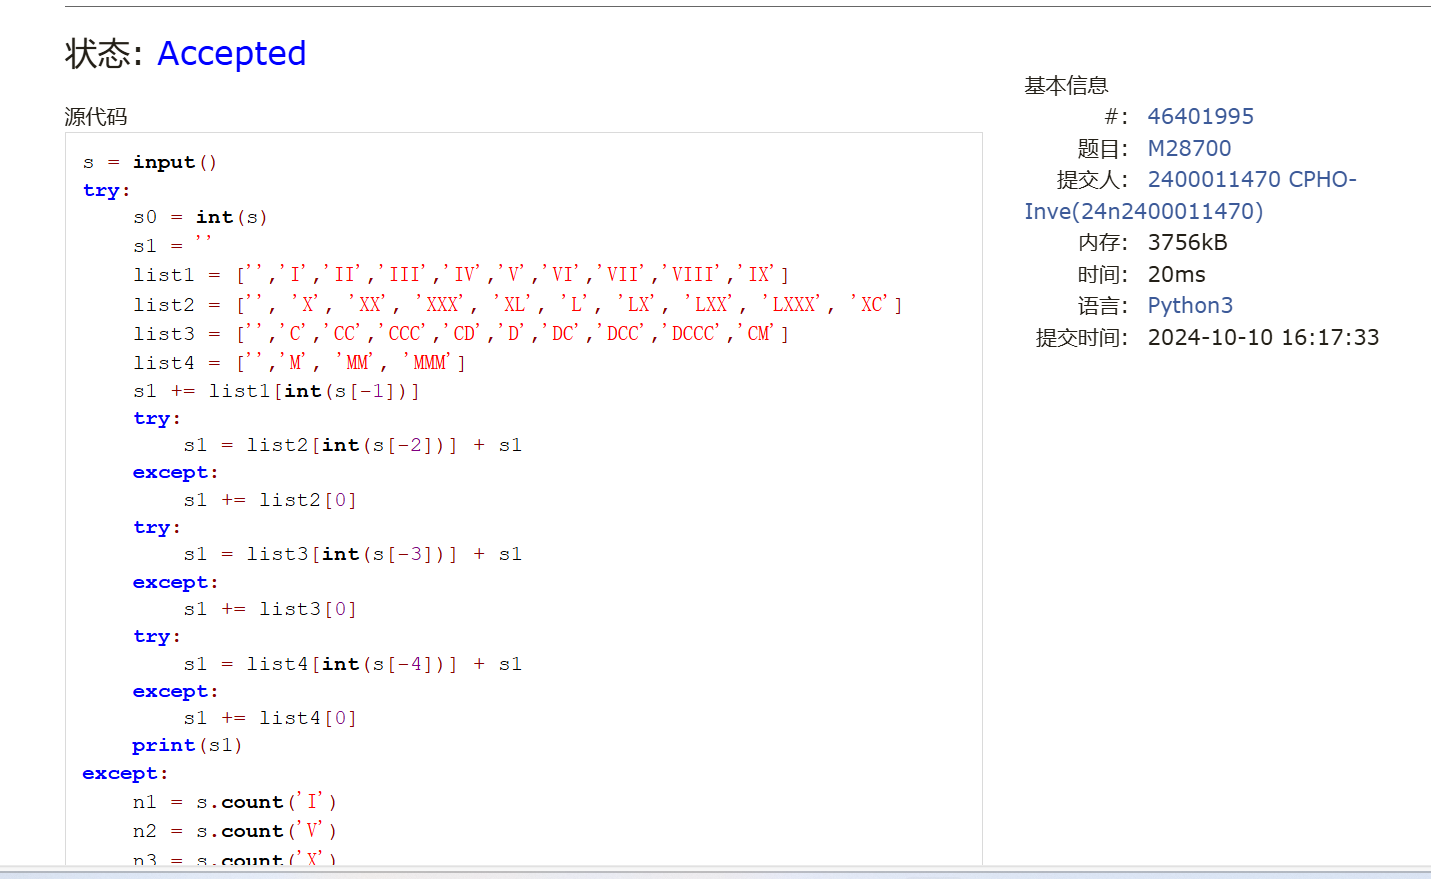 状态: Accepted
源代码
s = input()
try:
    s0 = int(s)
    s1 = ''
    list1 = ['','I','II','III','IV','V','VI','VII','VIII','IX']
    list2 = ['', 'X', 'XX', 'XXX', 'XL', 'L', 'LX', 'LXX', 'LXXX', 'XC']
    list3 = ['','C','CC','CCC','CD','D','DC','DCC','DCCC','CM']
    list4 = ['','M', 'MM', 'MMM']
    s1 += list1[int(s[-1])]
    try:
        s1 = list2[int(s[-2])] + s1
    except:
        s1 += list2[0]
    try:
        s1 = list3[int(s[-3])] + s1
    except:
        s1 += list3[0]
    try:
        s1 = list4[int(s[-4])] + s1
    except:
        s1 += list4[0]
    print(s1)
except:
    n1 = s.count('I')
    n2 = s.count('V')
    n3 = s.count('X')
基本信息
#: 46401995
题目: M28700
提交人: 2400011470 CPHO-
Inve(24n2400011470)
内存: 3756kB
时间: 20ms
语言: Python3
提交时间: 2024-10-10 16:17:33